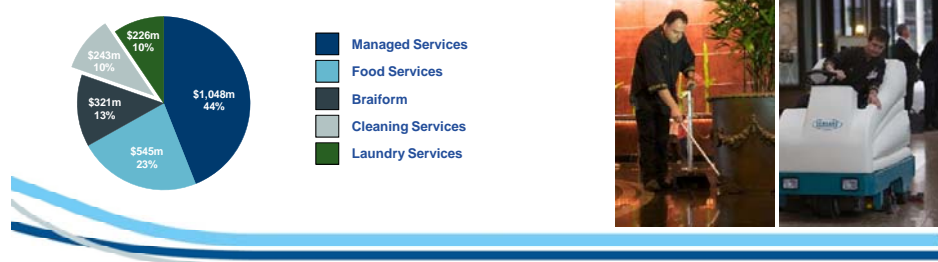 $226m
10%
$243m
10%
$1,048m
44%
$321m
13%
$545m
23%
Managed Services
Food Services
Braiform
Cleaning Services
Laundry Services